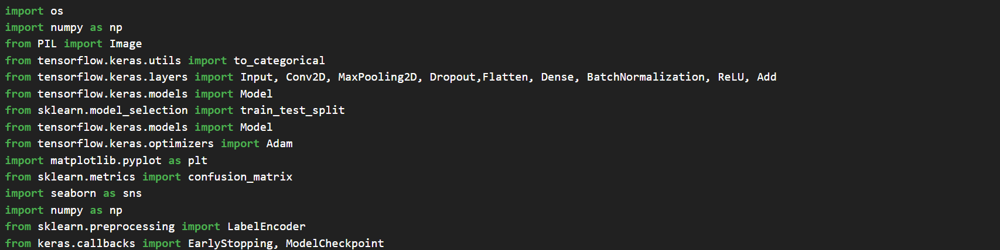 import os
import numpy as np
from PIL import Image
from tensorflow.keras.utils import to_categorical
from tensorflow.keras.layers import Input, Conv2D, MaxPooling2D, Dropout,Flatten, Dense, BatchNormalization, ReLU, Add
from tensorflow.keras.models import Model
from sklearn.model_selection import train_test_split
from tensorflow.keras.models import Model
from tensorflow.keras.optimizers import Adam
import matplotlib.pyplot as plt
from sklearn.metrics import confusion_matrix
import seaborn as sns
import numpy as np
from sklearn.preprocessing import LabelEncoder
from keras.callbacks import EarlyStopping, ModelCheckpoint